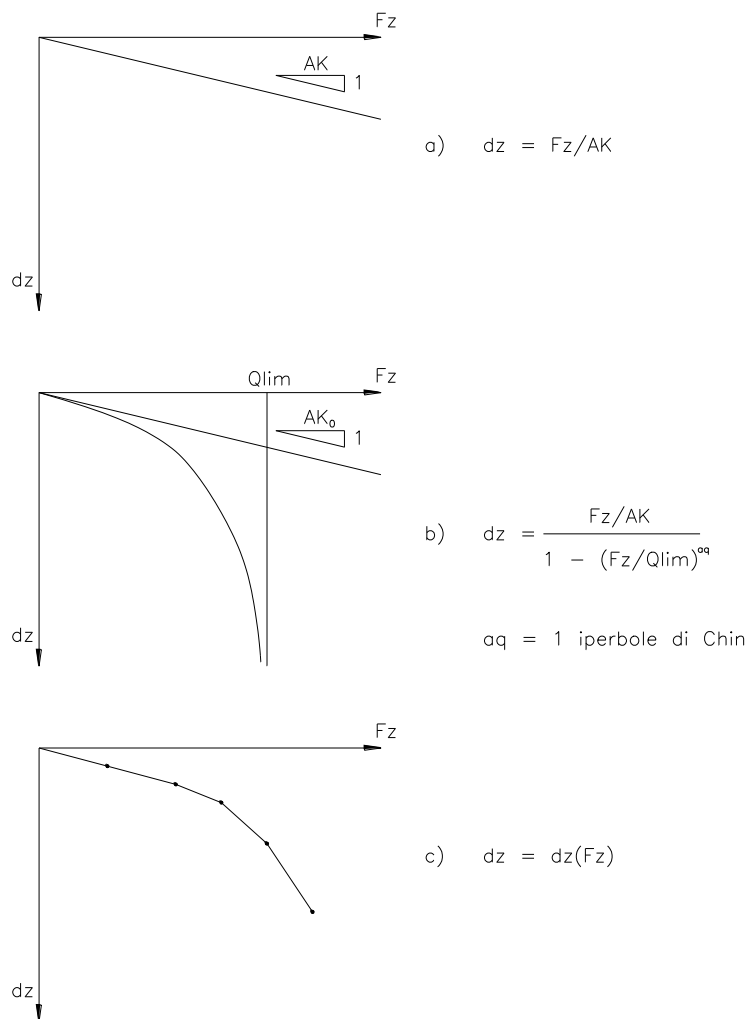 Fz
AK
1
a) dz = Fz/AK
dz
Qlim Fz
AK₀
1
b) dz = Fz/AK
1 - (Fz/Qlim)^aq
dz
aq = 1 iperbole di Chin
Fz
c) dz = dz(Fz)
dz